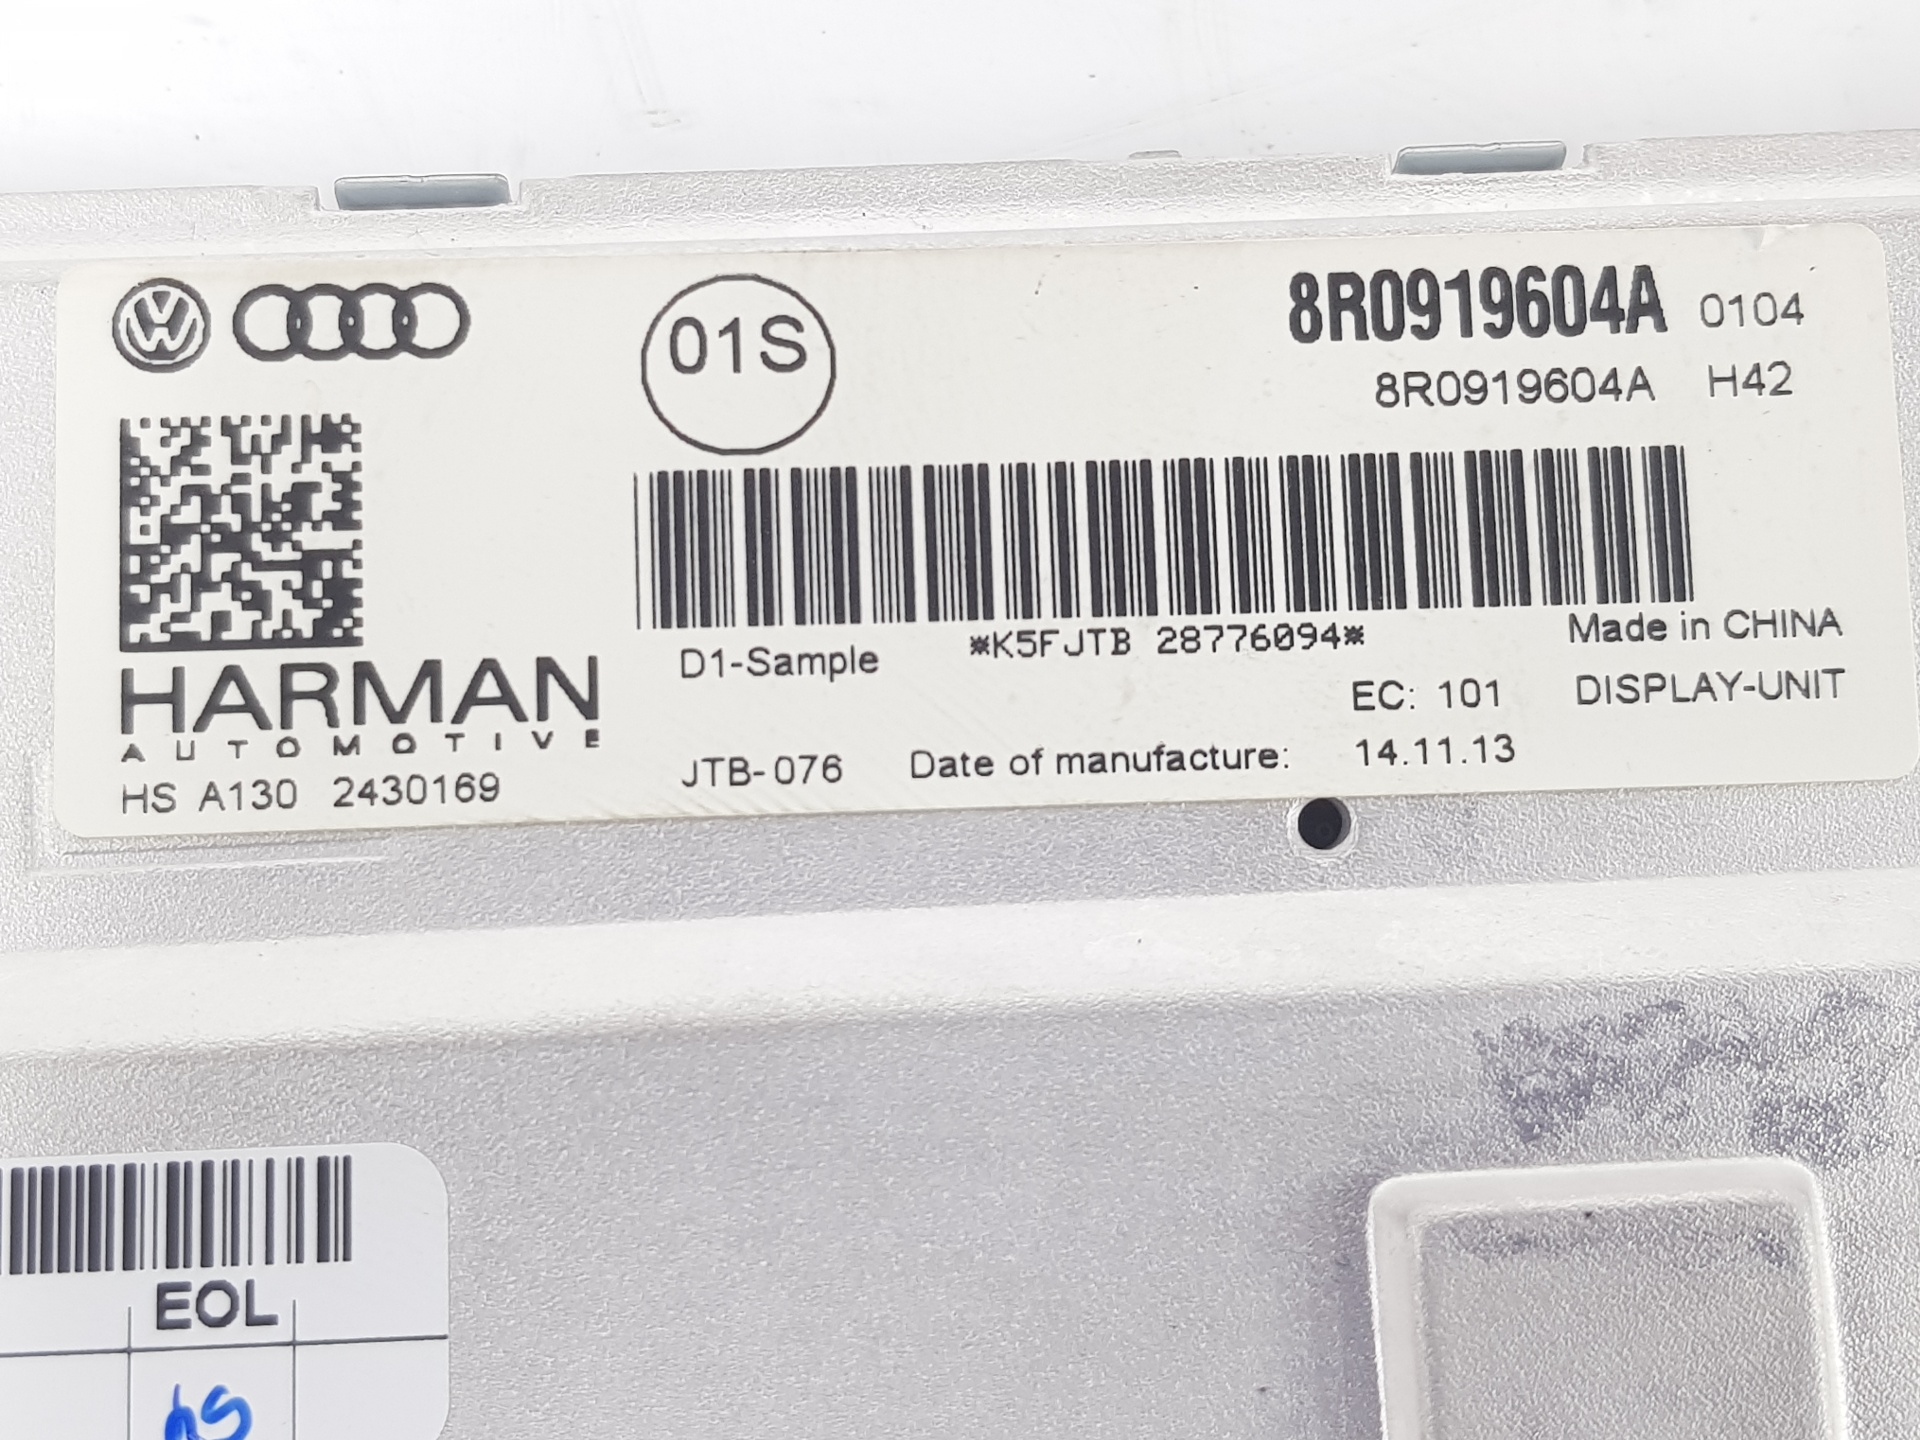 01S
8R0919604A 0104
8R0919604A H42
D1-Sample *K5FJTB 28776094* Made in CHINA
HARMAN
AUTOMOTIVE
EC: 101 DISPLAY-UNIT
HS A130 2430169
JTB-076 Date of manufacture: 14.11.13
EOL